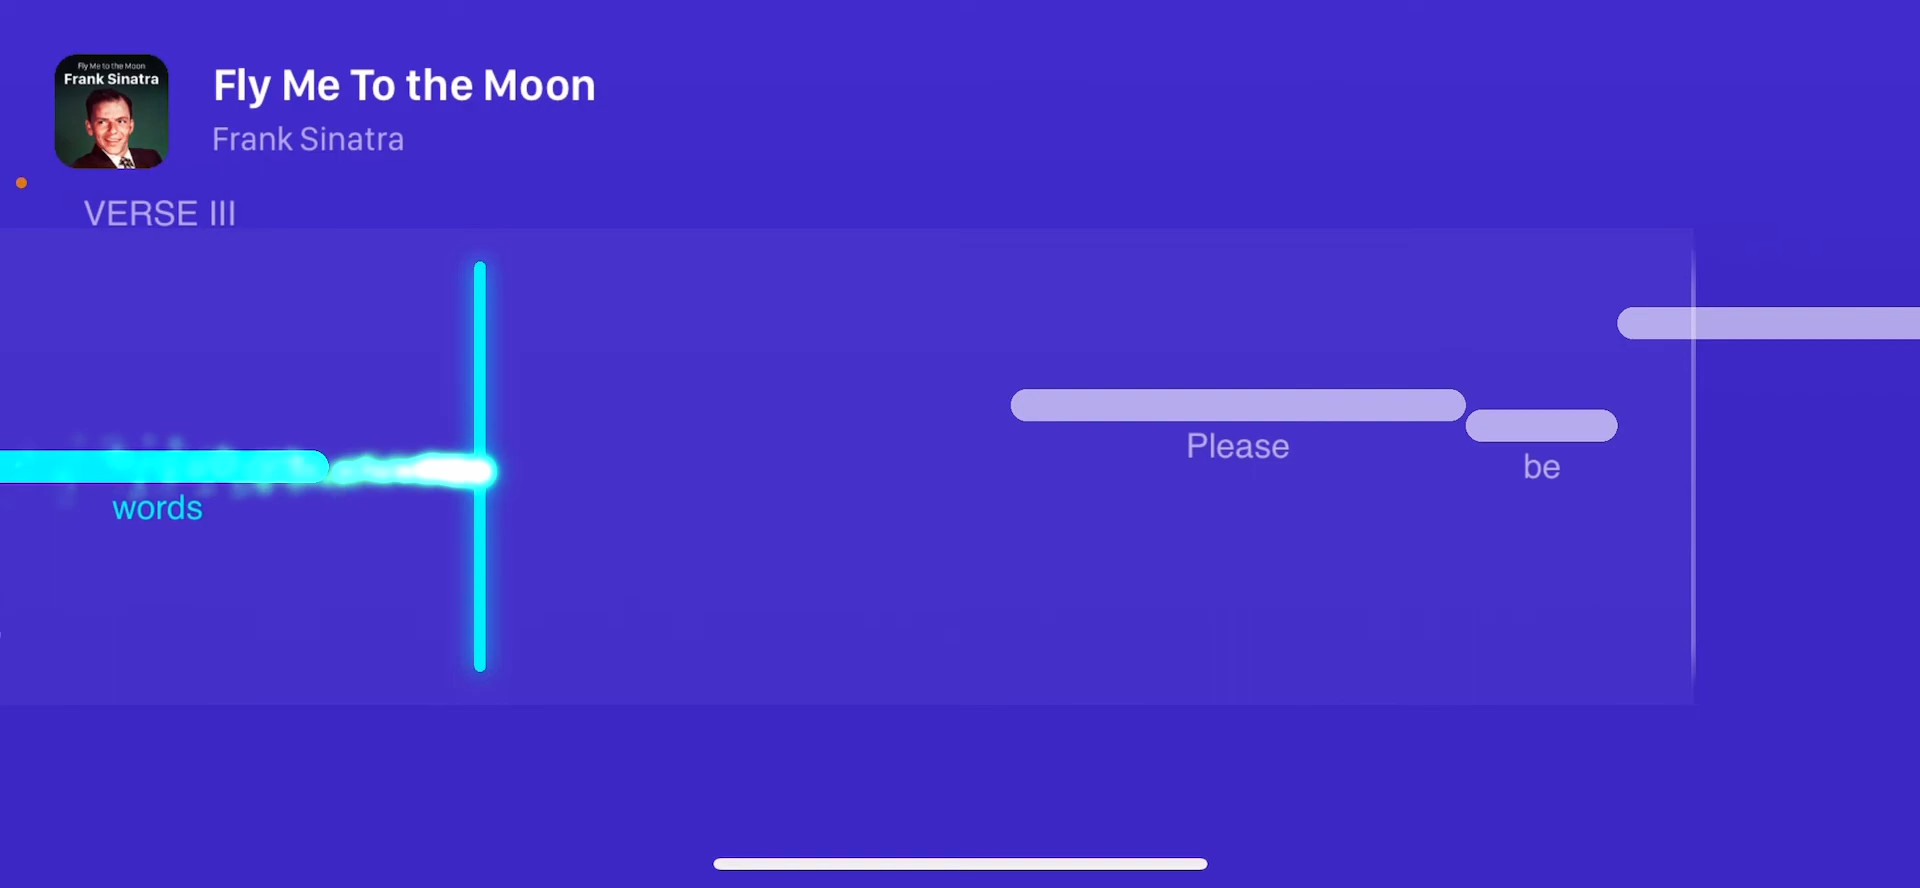 Fly Me to the Moon
Frank Sinatra
Fly Me To the Moon
Frank Sinatra
VERSE III
words
Please
be